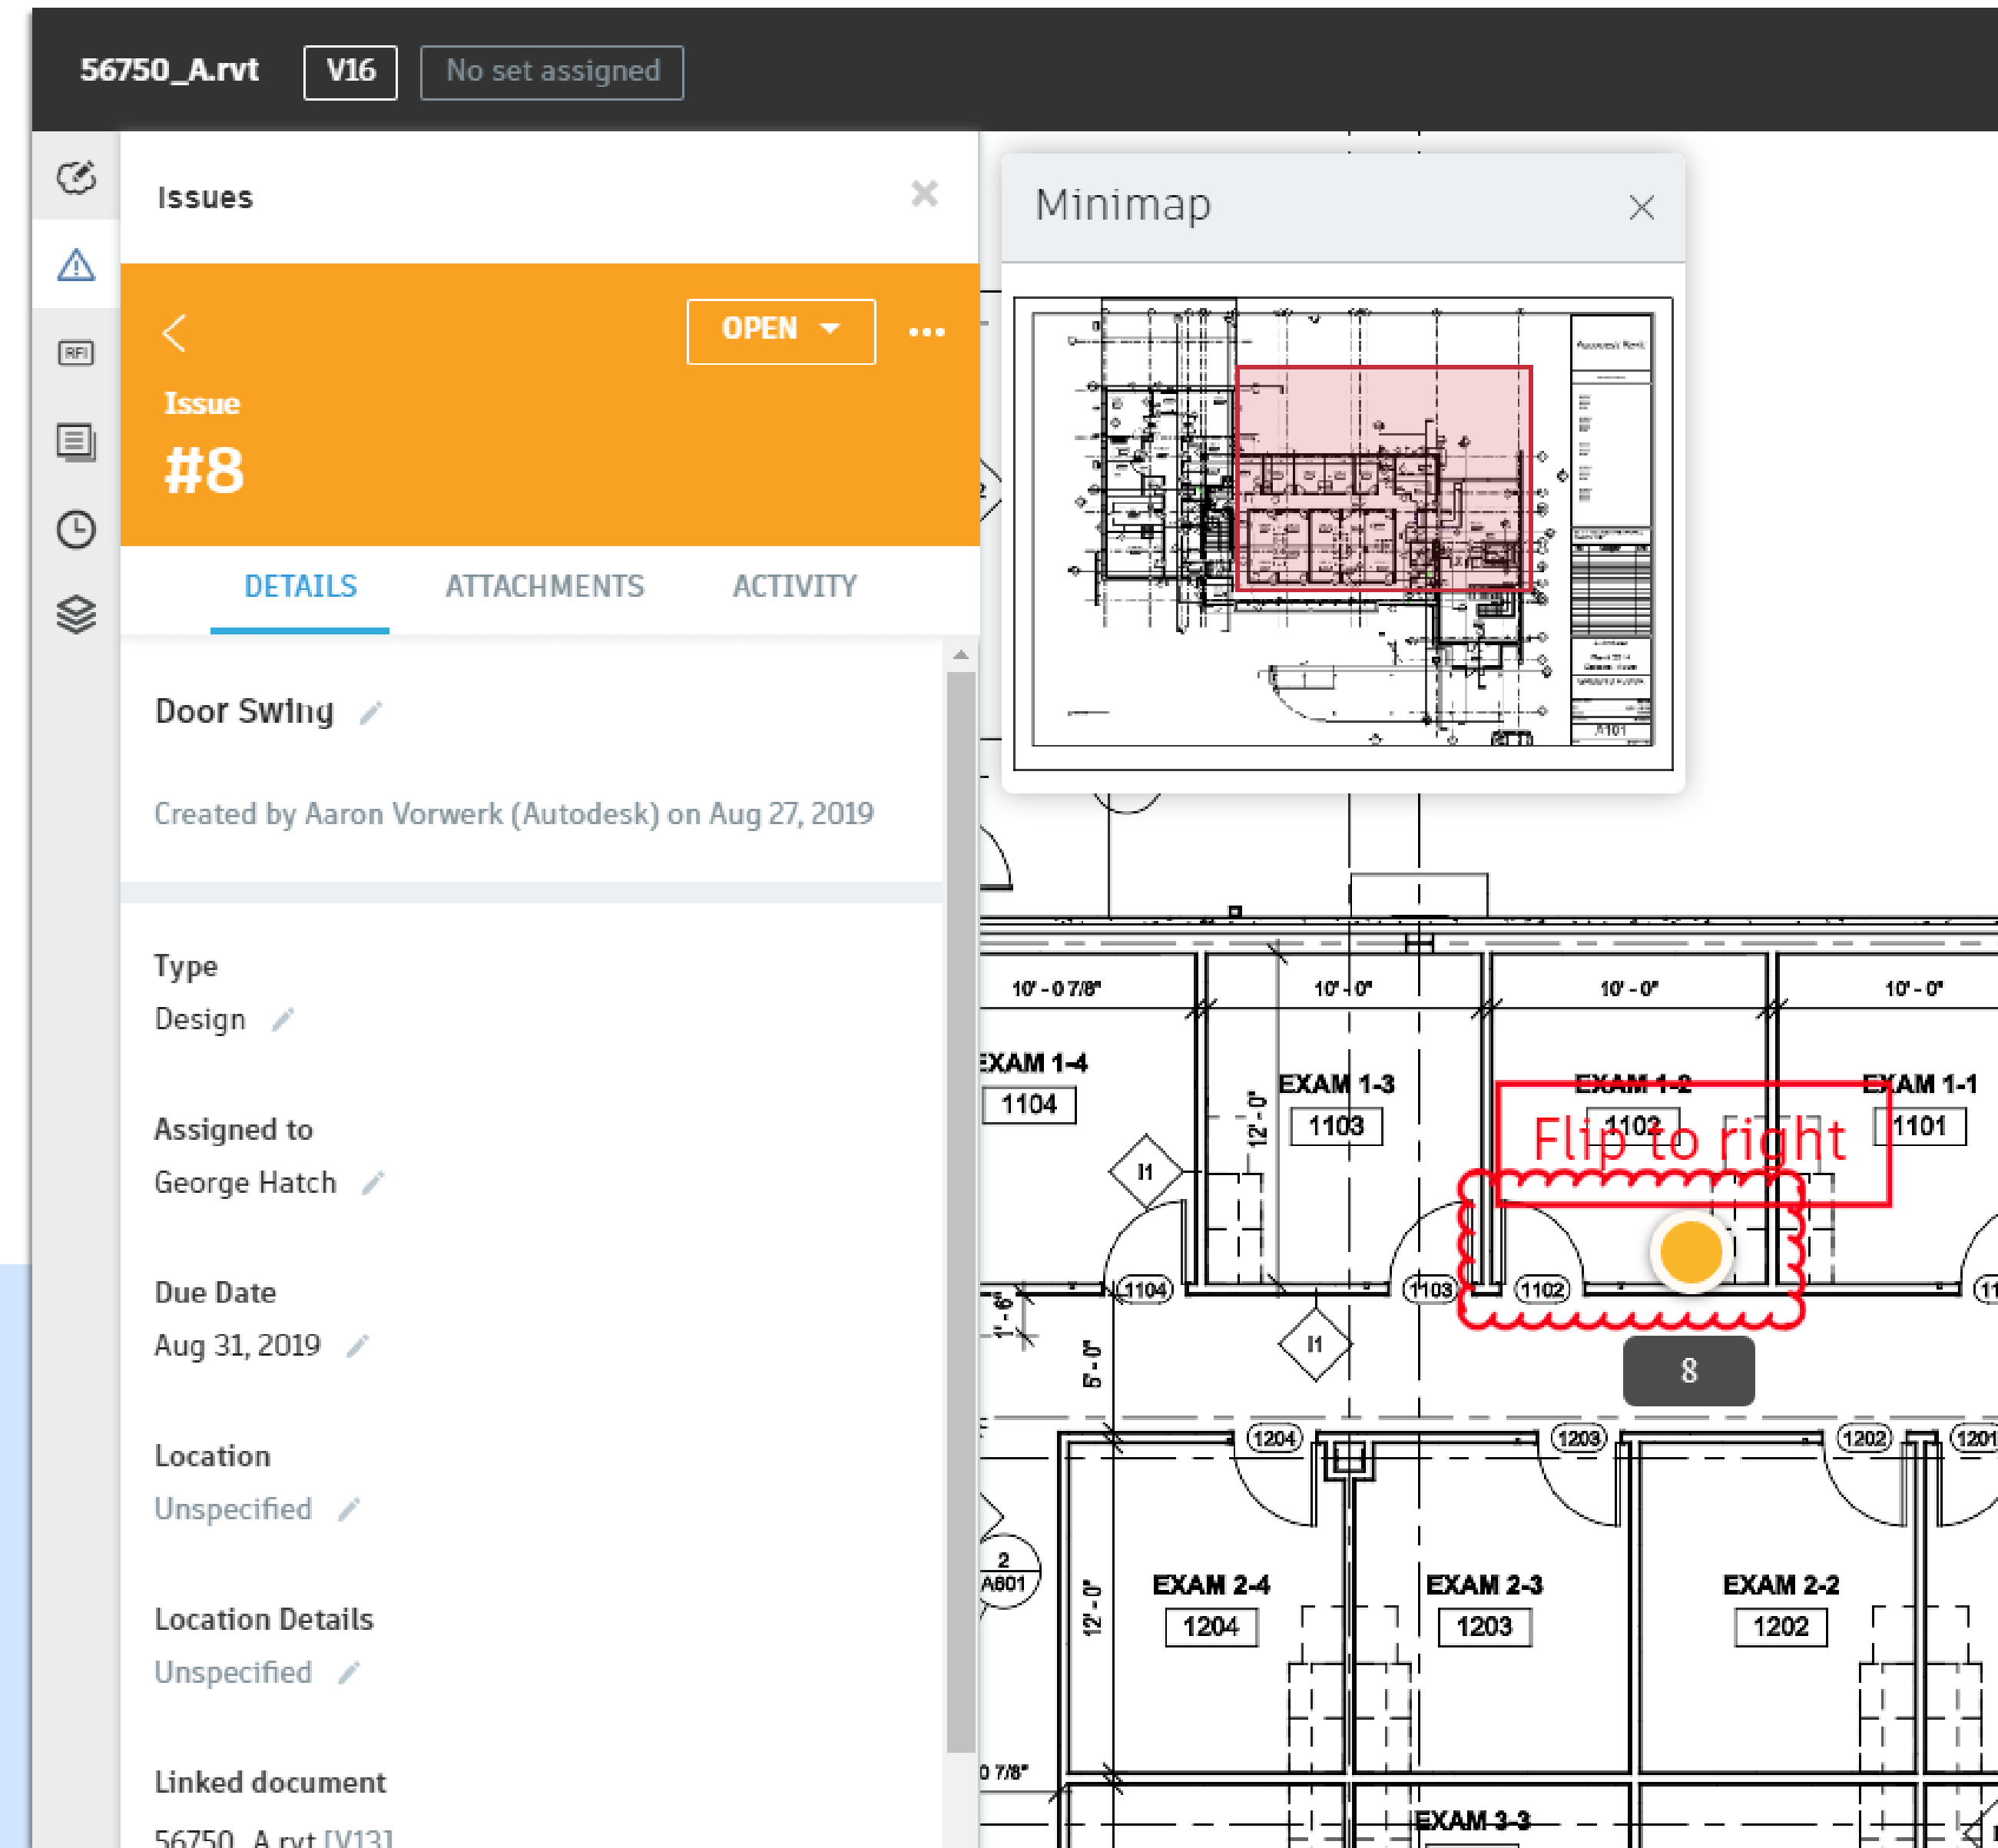 56750_A.rvt V16 No set assigned
Issues
RFI
OPEN
Issue
#8
DETAILS ATTACHMENTS ACTIVITY
Door Swing
Created by Aaron Vorwerk (Autodesk) on Aug 27, 2019
Type
Design
Assigned to
George Hatch
Due Date
Aug 31, 2019
Location
Unspecified
Location Details
Unspecified
Linked document
56750_A.rvt [V13]
Minimap
Autodesk Revit
A101
10' - 0 7/8" 10' - 0" 10' - 0" 10' - 0"
EXAM 1-4
1104
EXAM 1-3
1103
EXAM 1-2
1102
EXAM 1-1
1101
12' - 0"
Flip to right
I1
1104 1103 1102
1' - 6"
I1
5' - 0"
8
1204 1203 1202 1201
2
A601
12' - 0"
EXAM 2-4
1204
EXAM 2-3
1203
EXAM 2-2
1202
0 7/8"
EXAM 3-3